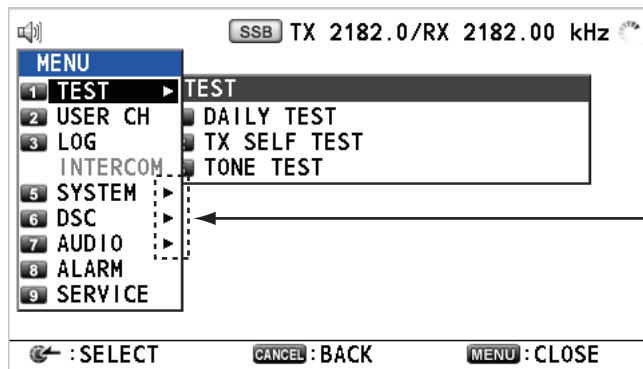 SSB TX 2182.0/RX 2182.00 kHz
MENU
1 TEST
2 USER CH
3 LOG
INTERCOM
5 SYSTEM
6 DSC
7 AUDIO
8 ALARM
9 SERVICE
TEST
DAILY TEST
TX SELF TEST
TONE TEST
:SELECT CANCEL:BACK MENU:CLOSE